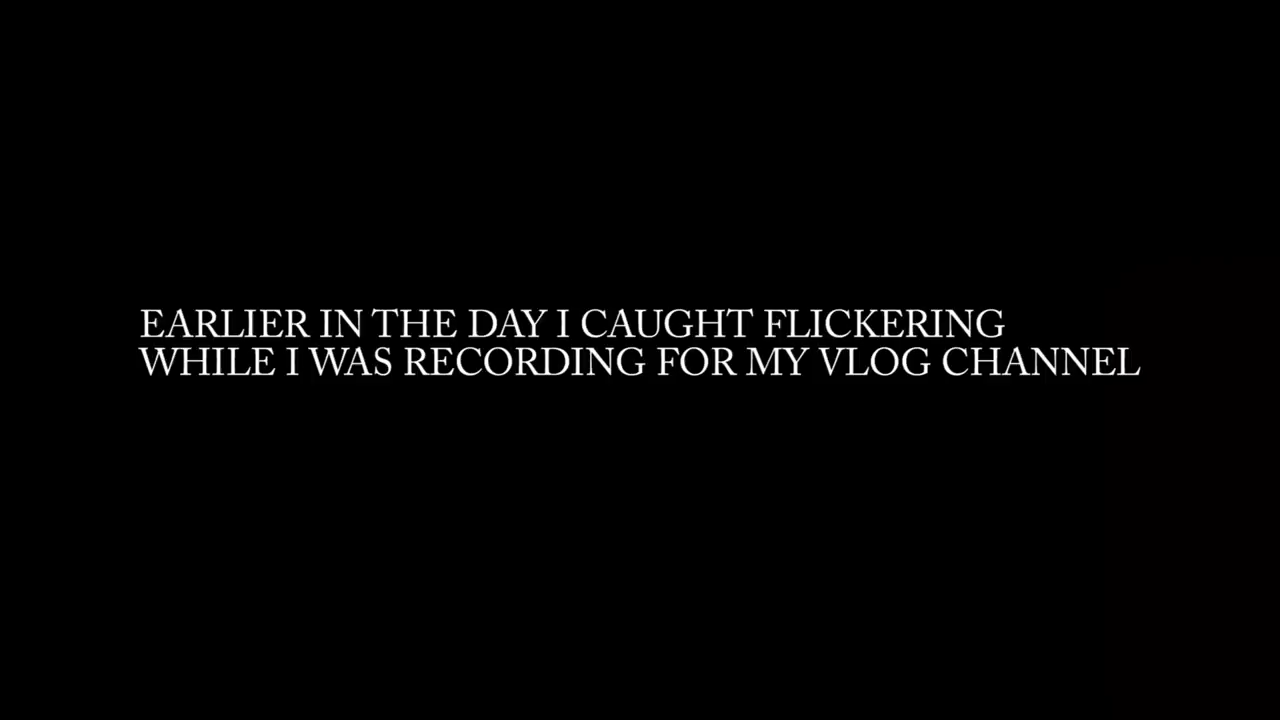 EARLIER IN THE DAY I CAUGHT FLICKERING
WHILE I WAS RECORDING FOR MY VLOG CHANNEL